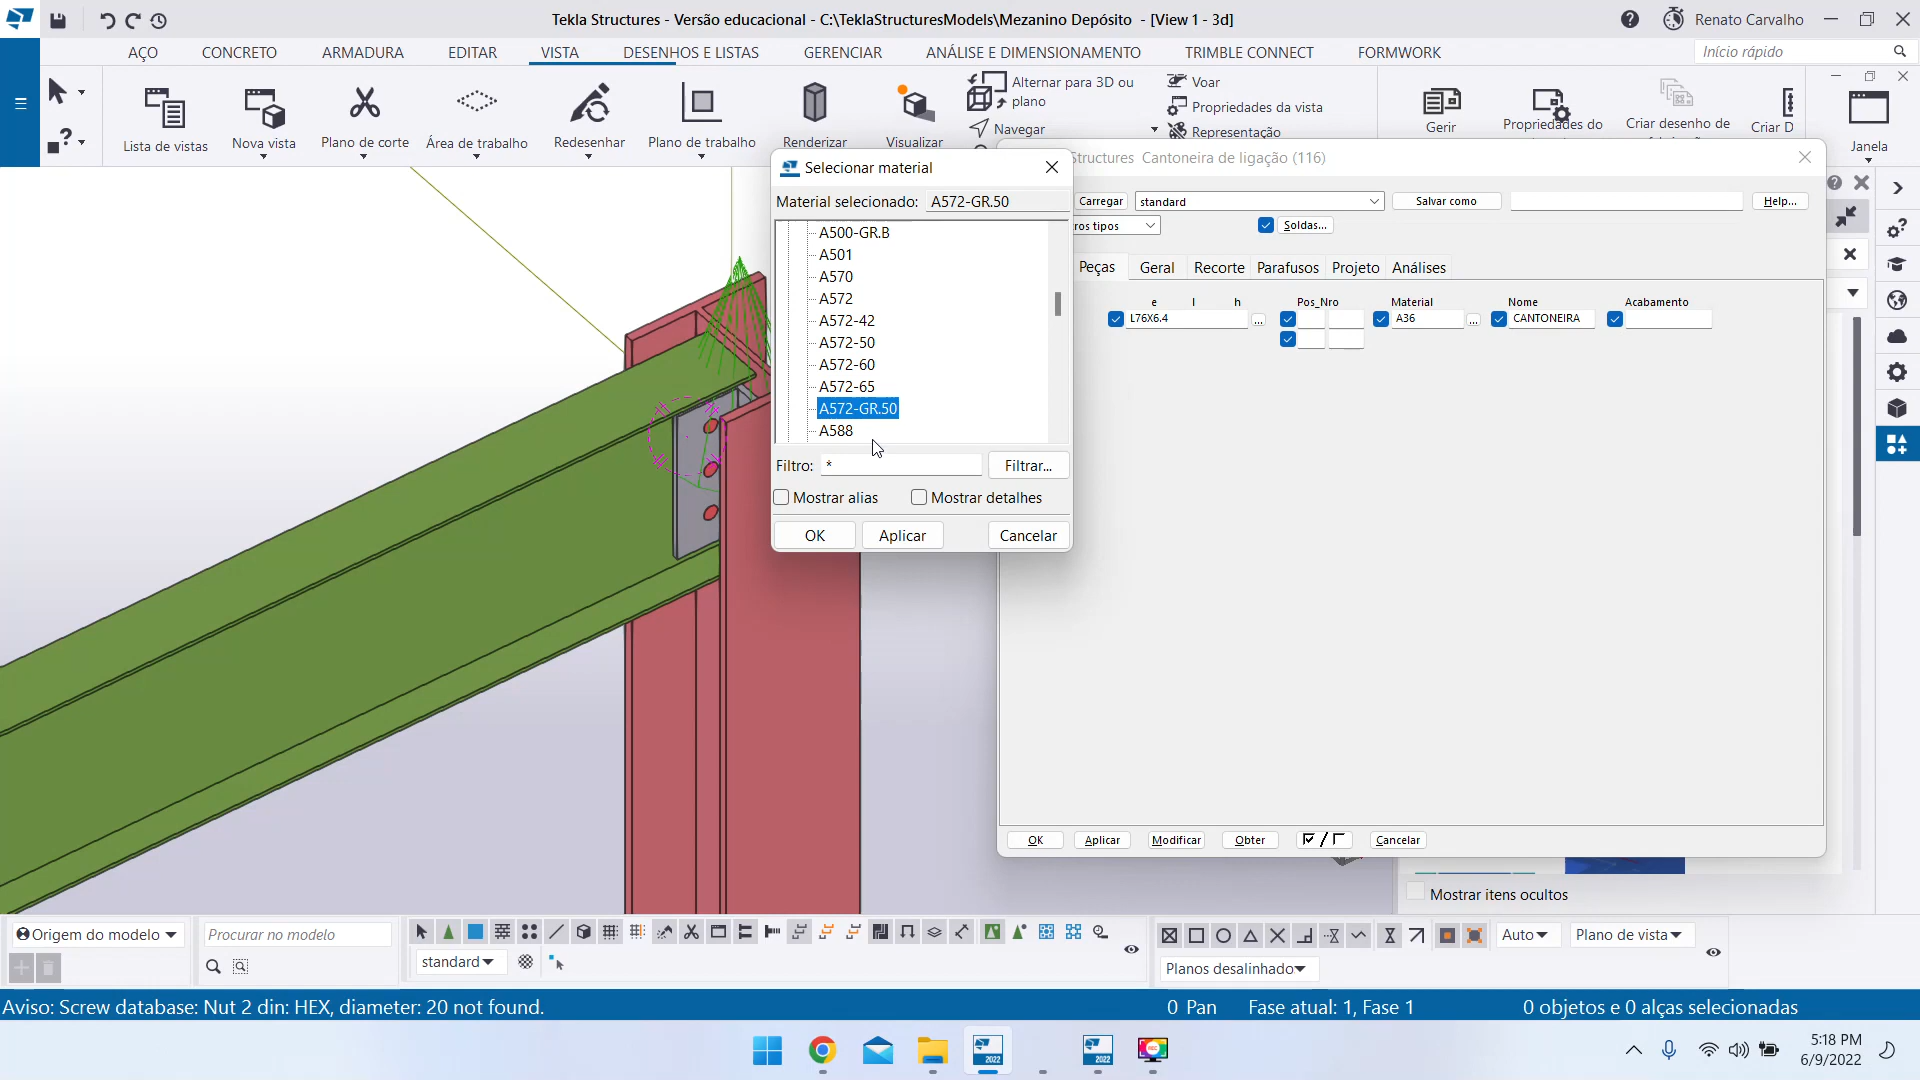 Tekla Structures - Versão educacional - C:\TeklaStructuresModels\Mezanino Depósito - [View 1 - 3d]
Renato Carvalho
AÇO CONCRETO ARMADURA EDITAR VISTA DESENHOS E LISTAS GERENCIAR ANÁLISE E DIMENSIONAMENTO TRIMBLE CONNECT FORMWORK
Início rápido
Lista de vistas
Nova vista
Plano de corte
Área de trabalho
Redesenhar
Plano de trabalho
Renderizar
Visualizar
Alternar para 3D ou
plano
Navegar
Voar
Propriedades da vista
Representação
Gerir
Propriedades do
Criar desenho de
Criar D
Janela
Selecionar material
Material selecionado: A572-GR.50
A500-GR.B
A501
A570
A572
A572-42
A572-50
A572-60
A572-65
A572-GR.50
A588
Filtro: *
Filtrar...
Mostrar alias
Mostrar detalhes
OK
Aplicar
Cancelar
Structures Cantoneira de ligação (116)
Carregar
standard
Salvar como
Help...
ros tipos
Soldas...
Peças Geral Recorte Parafusos Projeto Análises
e l h Pos_Nro Material Nome Acabamento
L76X6.4 ... A36 ... CANTONEIRA
OK
Aplicar
Modificar
Obter
/
Cancelar
Mostrar itens ocultos
Origem do modelo
Procurar no modelo
standard
Auto
Plano de vista
Planos desalinhado
Aviso: Screw database: Nut 2 din: HEX, diameter: 20 not found.
0 Pan
Fase atual: 1, Fase 1
0 objetos e 0 alças selecionadas
2022
2022
REC
5:18 PM
6/9/2022